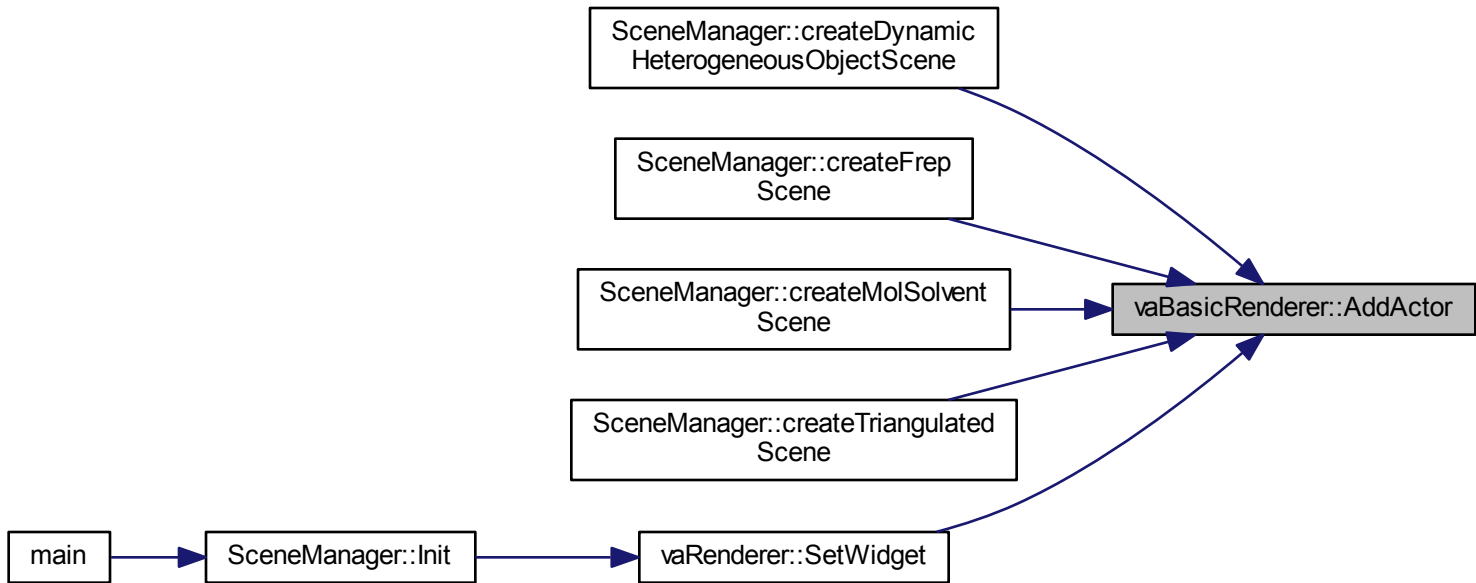 SceneManager::createDynamic
HeterogeneousObjectScene
SceneManager::createFrep
Scene
SceneManager::createMolSolvent
Scene
vaBasicRenderer::AddActor
SceneManager::createTriangulated
Scene
main
SceneManager::Init
vaRenderer::SetWidget